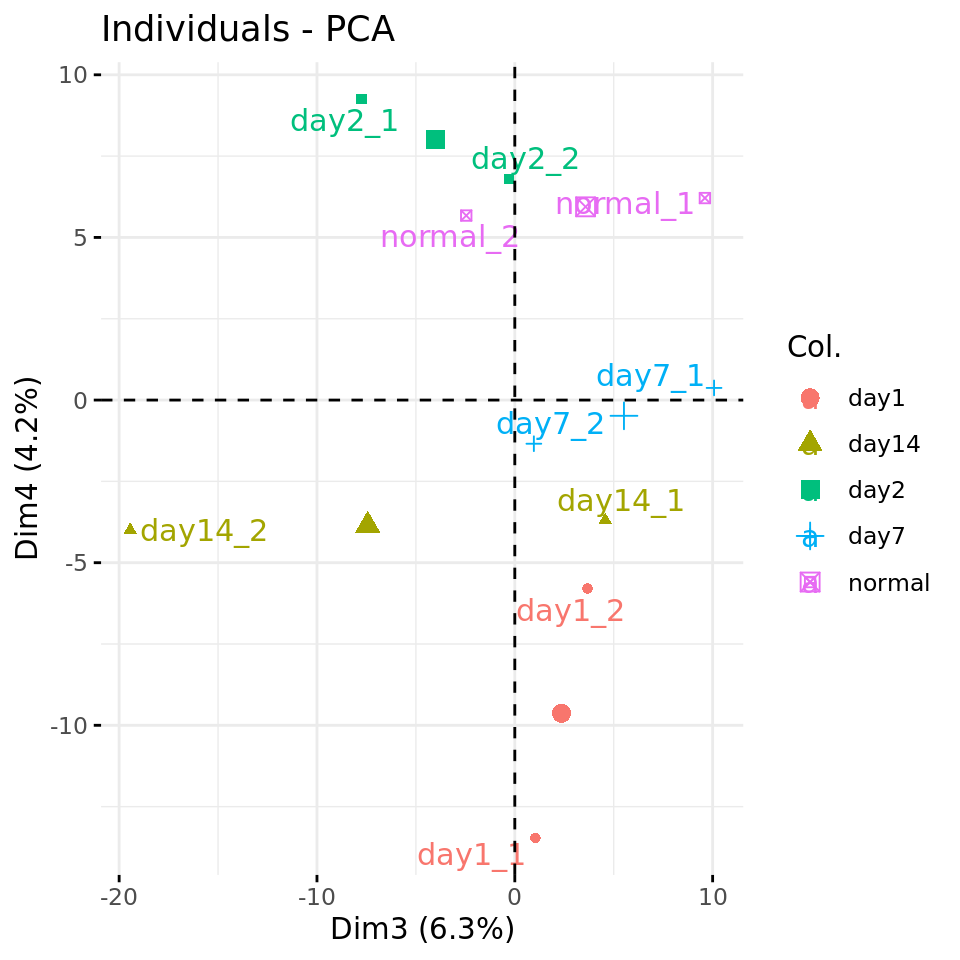 Individuals - PCA
10
5
0
-5
-10
Dim4 (4.2%)
day2_1
day2_2
normal_1
normal_2
day7_1
day7_2
day14_1
day14_2
day1_2
day1_1
-20
-10
0
10
Dim3 (6.3%)
Col.
a day1
a day14
a day2
a day7
a normal